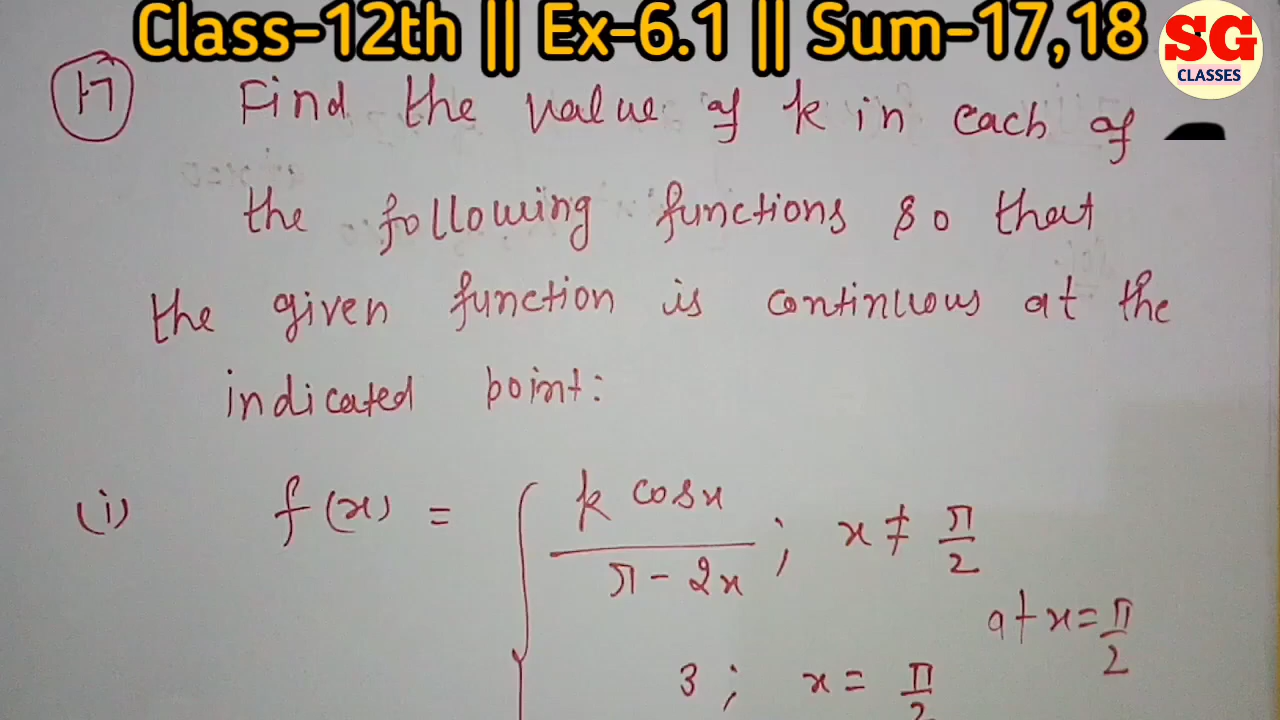 Class-12th || Ex-6.1 || Sum-17,18
SG
CLASSES
17 Find the value of k in each of
the following functions so that
the given function is continuous at the
indicated point:
(i) f(x) = { k cosx / π - 2x ; x ≠ π/2
at x = π/2
3 ; x = π/2